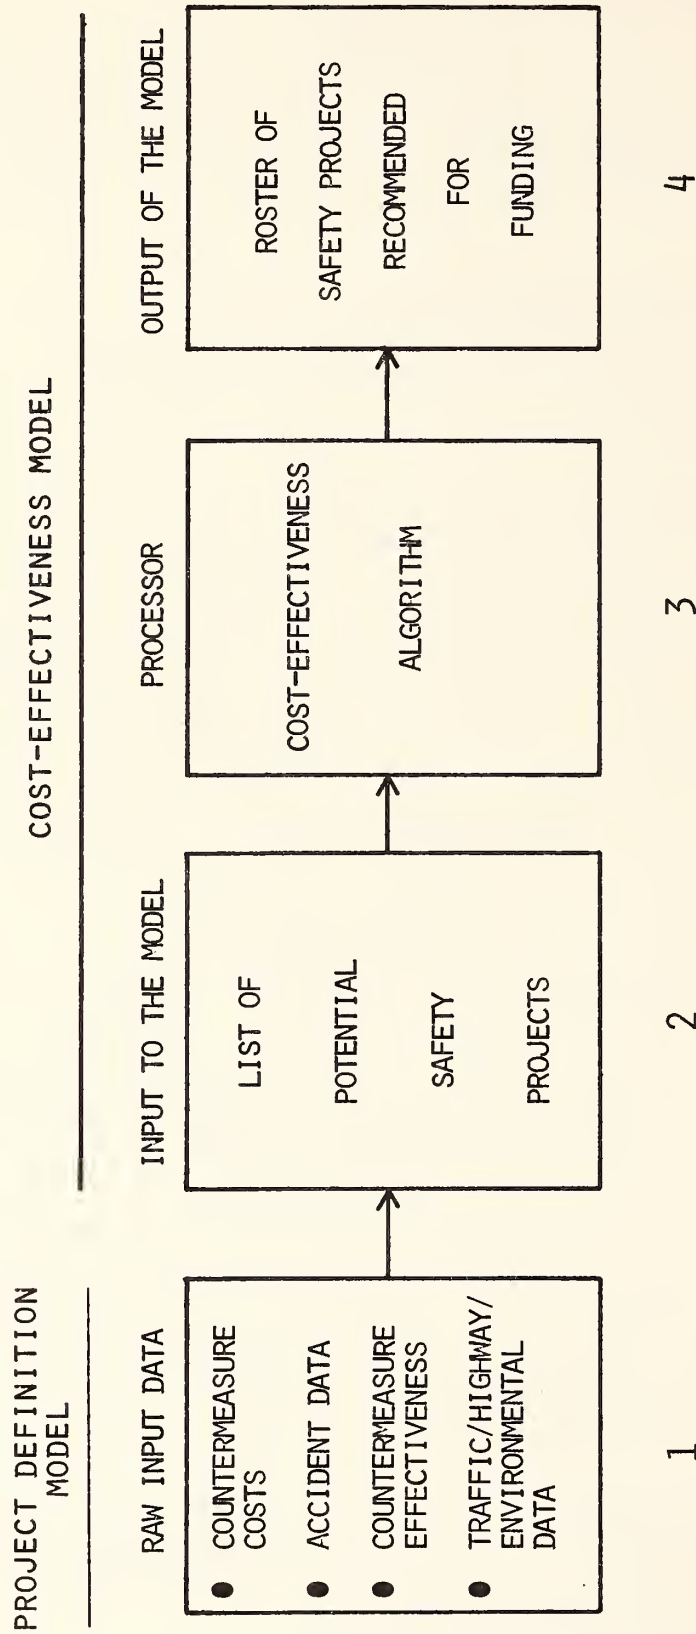 PROJECT DEFINITION
MODEL
COST-EFFECTIVENESS MODEL
RAW INPUT DATA
● COUNTERMEASURE
COSTS
● ACCIDENT DATA
● COUNTERMEASURE
EFFECTIVENESS
● TRAFFIC/HIGHWAY/
ENVIRONMENTAL
DATA
1
INPUT TO THE MODEL
LIST OF
POTENTIAL
SAFETY
PROJECTS
2
PROCESSOR
COST-EFFECTIVENESS
ALGORITHM
3
OUTPUT OF THE MODEL
ROSTER OF
SAFETY PROJECTS
RECOMMENDED
FOR
FUNDING
4